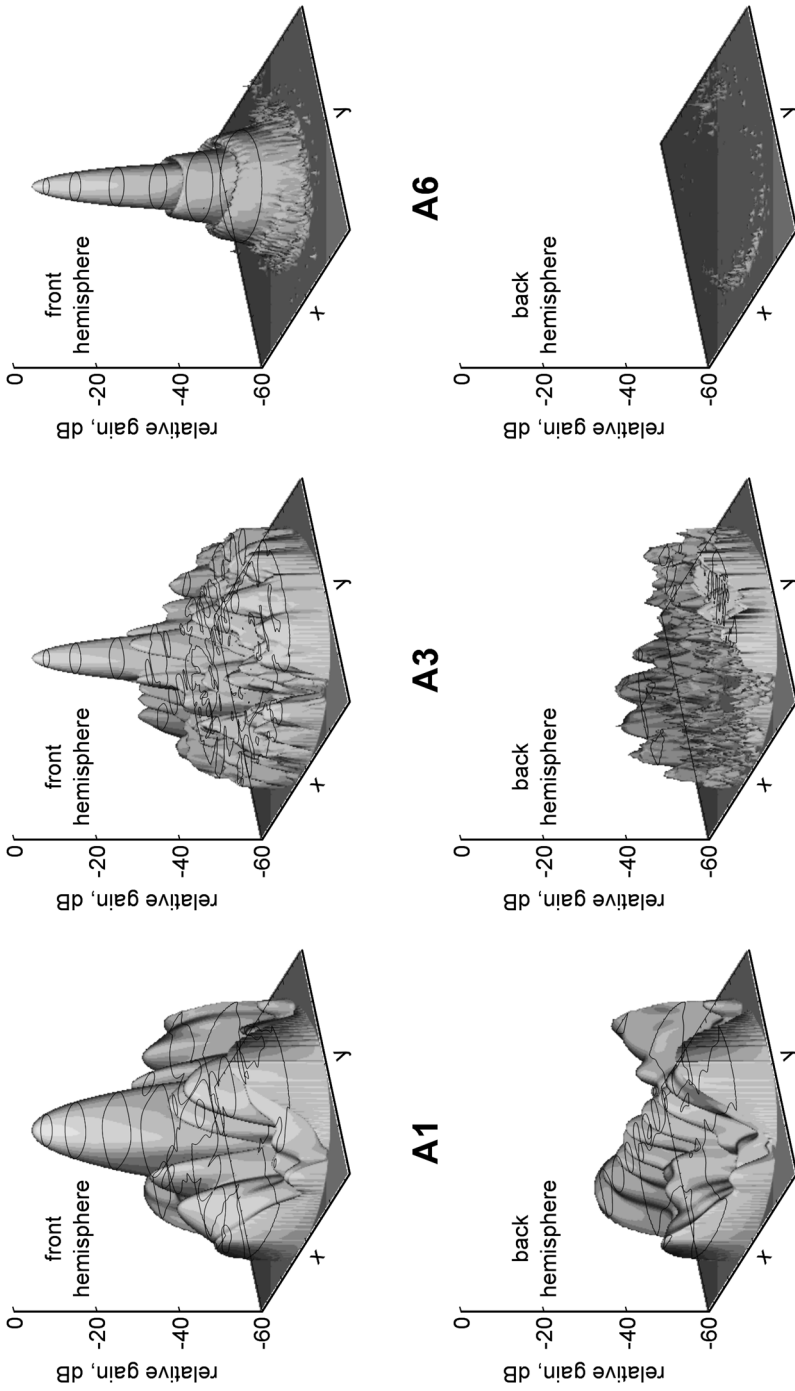 relative gain, dB
0
-20
-40
-60
front
hemisphere
x
y
relative gain, dB
0
-20
-40
-60
front
hemisphere
x
y
relative gain, dB
0
-20
-40
-60
front
hemisphere
x
y
A1
A3
A6
relative gain, dB
0
-20
-40
-60
back
hemisphere
x
y
relative gain, dB
0
-20
-40
-60
back
hemisphere
x
y
relative gain, dB
0
-20
-40
-60
back
hemisphere
x
y